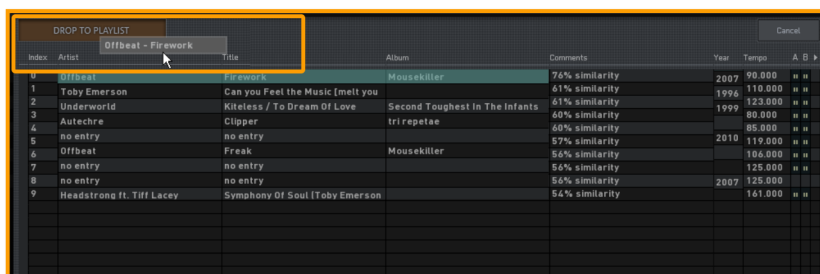 DROP TO PLAYLIST Cancel
Offbeat - Firework
Index Artist Title Album Comments Year Tempo A B
0 Offbeat Firework Mousekiller 76% similarity 2007 90.000
1 Toby Emerson Can you Feel the Music [melt you 61% similarity 1996 110.000
2 Underworld Kiteless / To Dream Of Love Second Toughest In The Infants 61% similarity 1999 123.000
3 Autechre Clipper tri repetae 60% similarity 80.000
4 no entry no entry 60% similarity 85.000
5 Offbeat Freak Mousekiller 57% similarity 2010 119.000
6 no entry no entry 56% similarity 106.000
7 no entry no entry 56% similarity 125.000
8 no entry no entry 56% similarity 2007 125.000
9 Headstrong ft. Tiff Lacey Symphony Of Soul (Toby Emerson 54% similarity 161.000